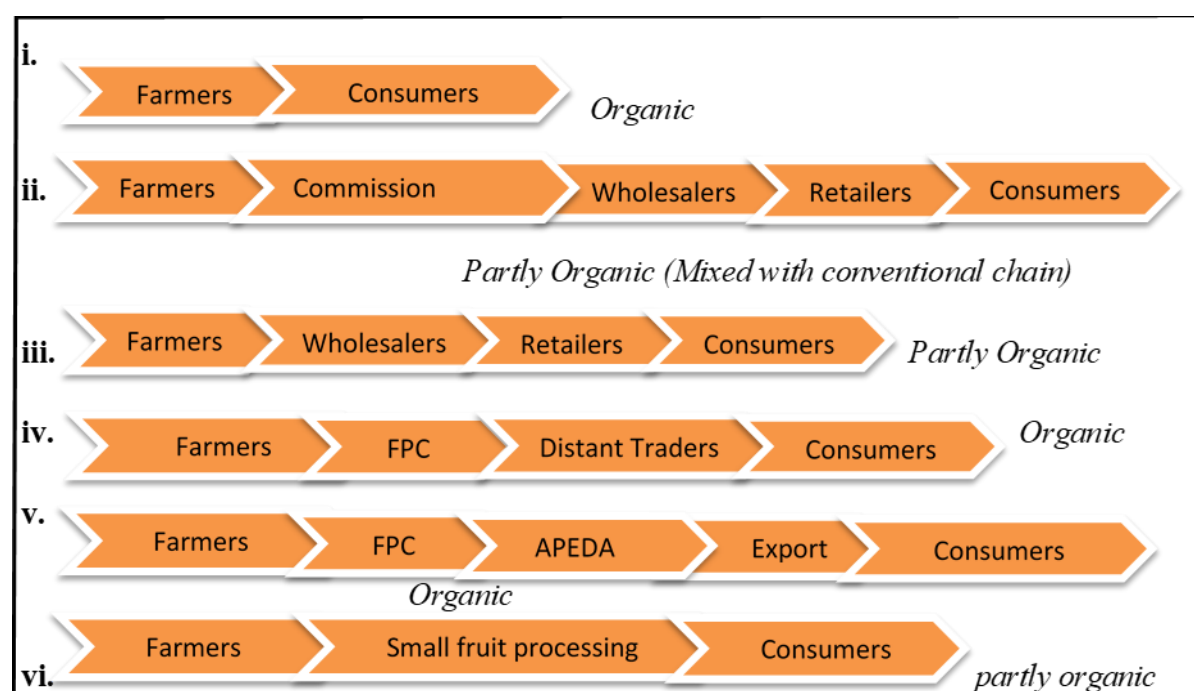 i.
Farmers Consumers
Organic
ii. Farmers Commission Wholesalers Retailers Consumers
Partly Organic (Mixed with conventional chain)
iii. Farmers Wholesalers Retailers Consumers Partly Organic
iv. Farmers FPC Distant Traders Consumers Organic
v.
Farmers FPC APEDA Export Consumers
Organic
Farmers Small fruit processing Consumers
vi. partly organic